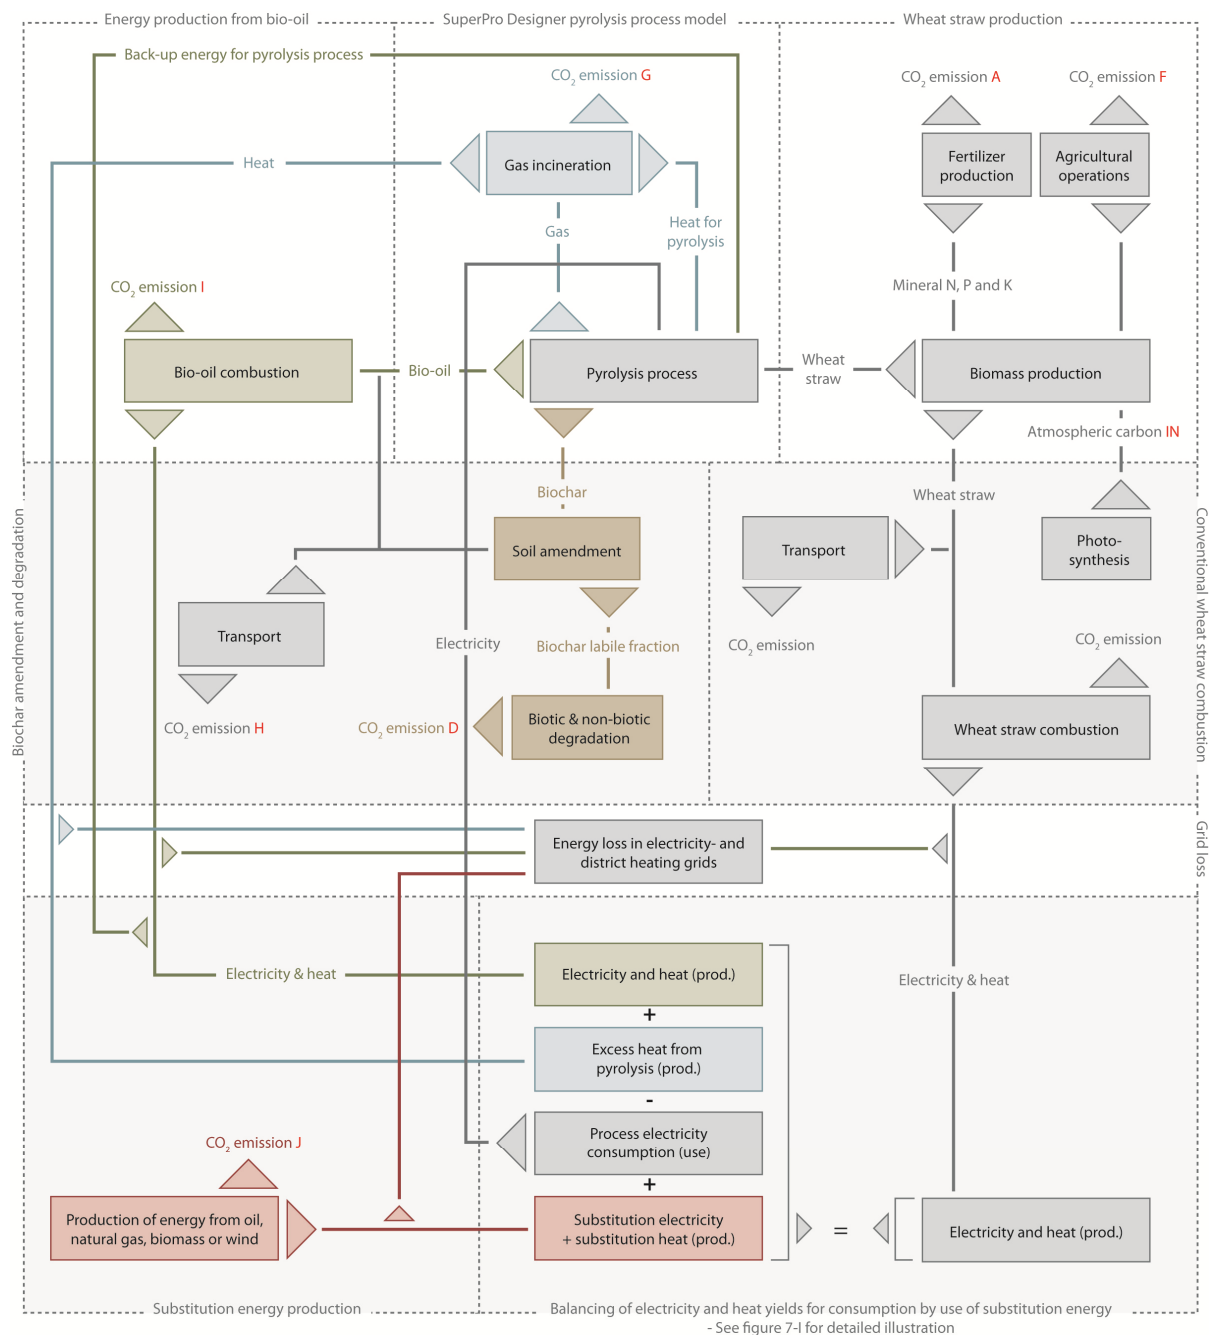 Energy production from bio-oil
SuperPro Designer pyrolysis process model
Wheat straw production
Back-up energy for pyrolysis process
CO2 emission G
CO2 emission A
CO2 emission F
Heat
Gas incineration
Fertilizer
production
Agricultural
operations
Gas
Heat for
pyrolysis
CO2 emission I
Mineral N, P and K
Bio-oil combustion
Bio-oil
Pyrolysis process
Wheat
straw
Biomass production
Atmospheric carbon IN
Biochar amendment and degradation
Biochar
Wheat straw
Conventional wheat straw combustion
Soil amendment
Transport
Photo-
synthesis
Transport
Electricity
Biochar labile fraction
CO2 emission
CO2 emission
CO2 emission H
CO2 emission D
Biotic & non-biotic
degradation
Wheat straw combustion
Energy loss in electricity- and
district heating grids
Grid loss
Electricity & heat
Electricity and heat (prod.)
Electricity & heat
+
Excess heat from
pyrolysis (prod.)
-
Process electricity
consumption (use)
CO2 emission J
+
Production of energy from oil,
natural gas, biomass or wind
Substitution electricity
+ substitution heat (prod.)
=
Electricity and heat (prod.)
Substitution energy production
Balancing of electricity and heat yields for consumption by use of substitution energy
- See figure 7-I for detailed illustration